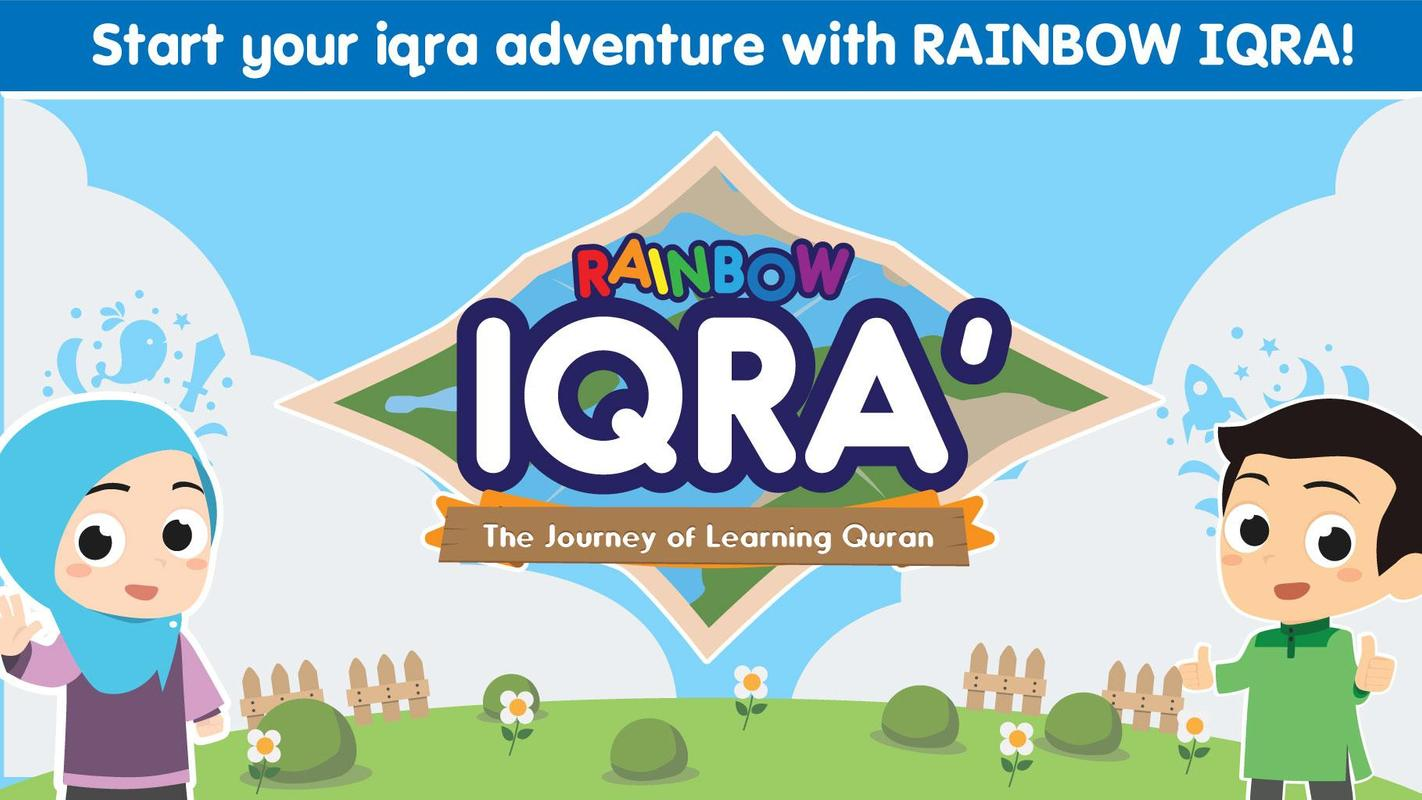 Start your iqra adventure with RAINBOW IQRA!
RAINBOW
IQRA'
The Journey of Learning Quran